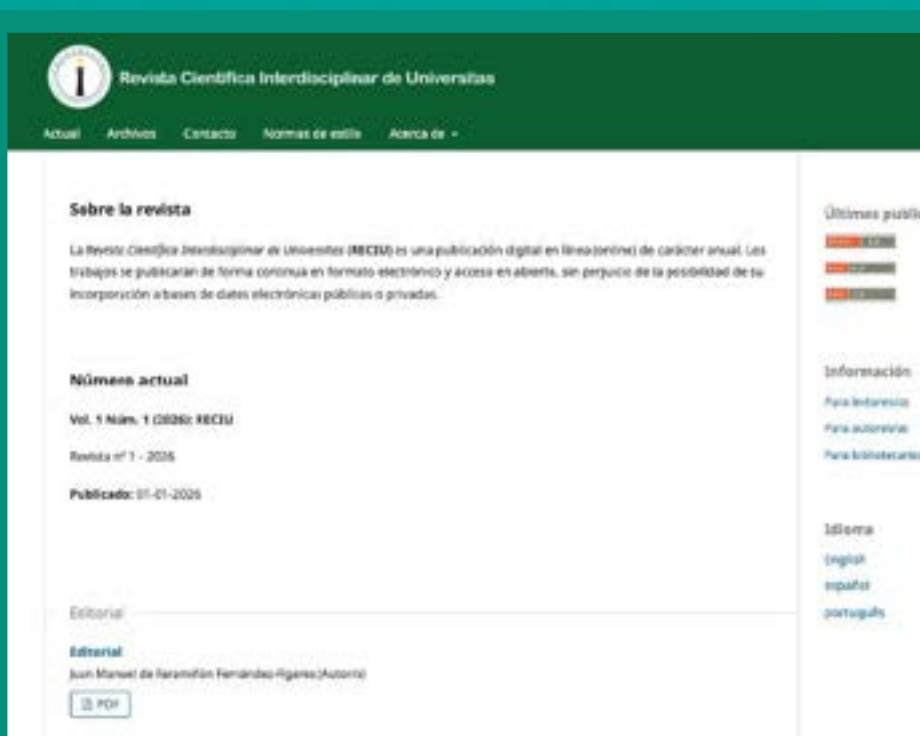 Revista Científica Interdisciplinar de Universitas
Actual Archivos Contacto Normas de estilo Acerca de
Sobre la revista
La Revista Científica Interdisciplinar de Universitas (RECIU) es una publicación digital en línea (online) de carácter anual. Los
trabajos se publicarán de forma continua en formato electrónico y acceso en abierto, sin perjuicio de la posibilidad de su
incorporación a bases de datos electrónicas públicas o privadas.
Número actual
Vol. 1 Núm. 1 (2026): RECIU
Revista nº 1 - 2026
Publicado: 01-01-2026
Editorial
Editorial
Juan Manuel de Faramiñán Fernández-Fígares (Autor/a)
PDF
Últimas public
Información
Para lectores/as
Para autores/as
Para bibliotecarios
Idioma
English
español
português